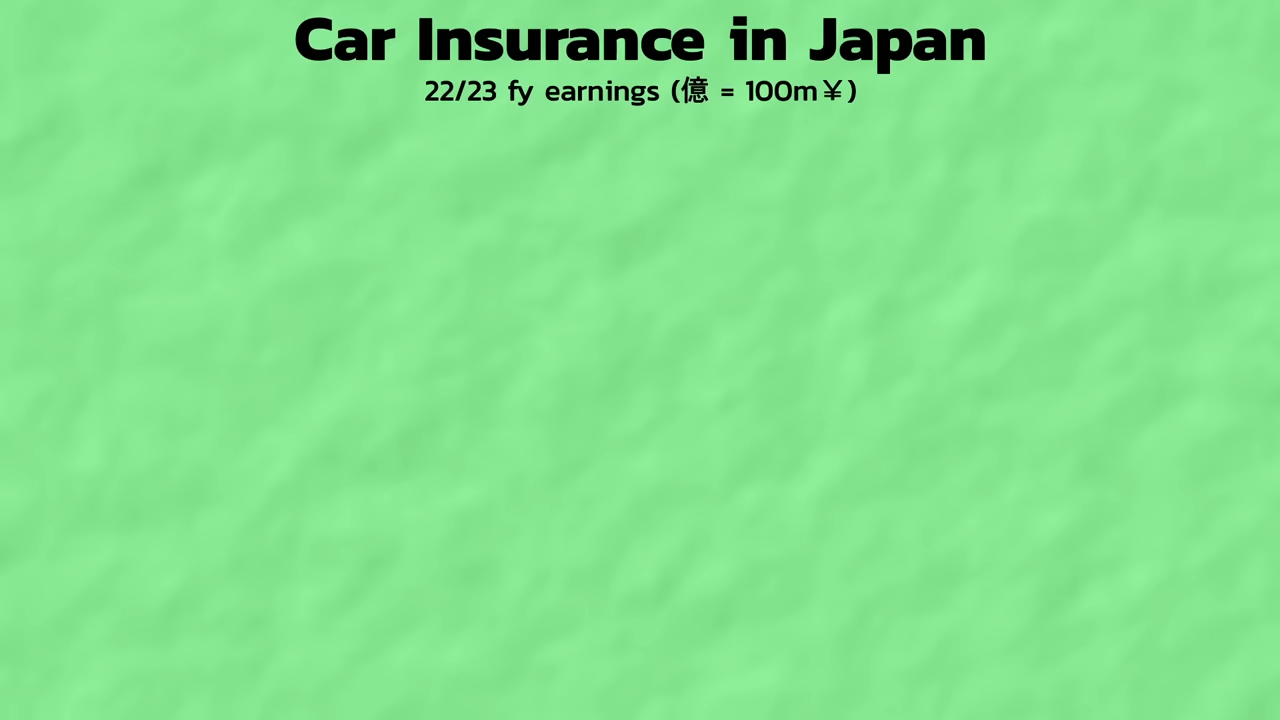 Car Insurance in Japan
22/23 fy earnings (億 = 100m¥)